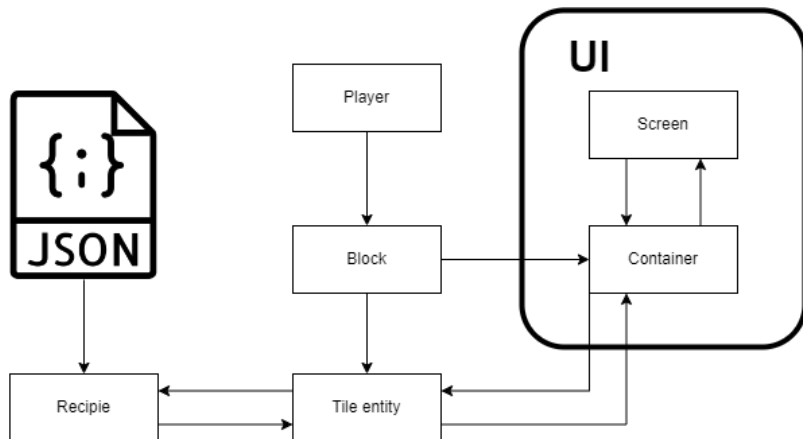 UI
Player
Screen
{;}
JSON
Block
Container
Recipie
Tile entity